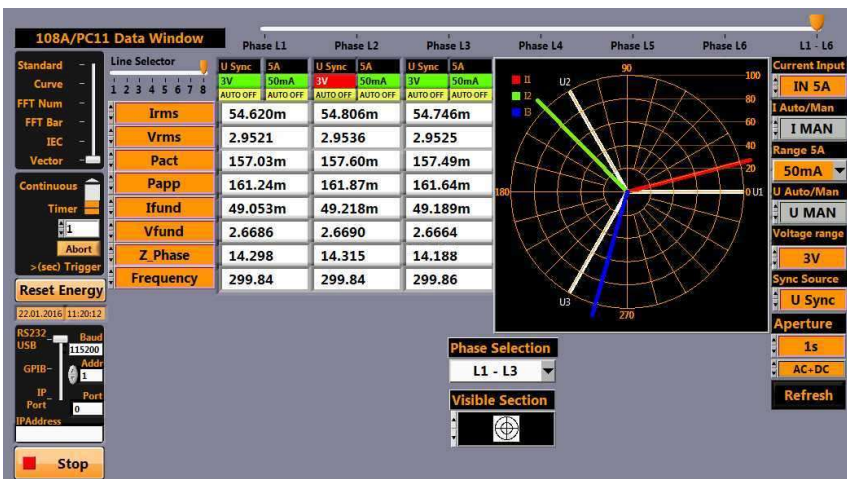 108A/PC11 Data Window
Phase L1 Phase L2 Phase L3 Phase L4 Phase L5 Phase L6 L1 - L6
Standard
Curve
FFT Num
FFT Bar
IEC
Vector
Line Selector
1 2 3 4 5 6 7 8
U Sync 5A U Sync 5A U Sync 5A
3V 50mA 3V 50mA 3V 50mA
AUTO OFF AUTO OFF AUTO OFF AUTO OFF AUTO OFF AUTO OFF
Irms 54.620m 54.806m 54.746m
Vrms 2.9521 2.9536 2.9525
Pact 157.03m 157.60m 157.49m
Papp 161.24m 161.87m 161.64m
Ifund 49.053m 49.218m 49.189m
Vfund 2.6686 2.6690 2.6664
Z_Phase 14.298 14.315 14.188
Frequency 299.84 299.84 299.86
Continuous
Timer
1
Abort
>(sec) Trigger
Reset Energy
22.01.2016 11:20:12
RS232
USB
GPIB
IP
Port
Baud
115200
Addr
1
Port
0
IPAddress
Stop
I1
I2
I3
90
U2
100
80
60
40
20
180
0 U1
U3
270
Phase Selection
L1 - L3
Visible Section
Current Input
IN 5A
I Auto/Man
I MAN
Range 5A
50mA
U Auto/Man
U MAN
Voltage range
3V
Sync Source
U Sync
Aperture
1s
AC+DC
Refresh